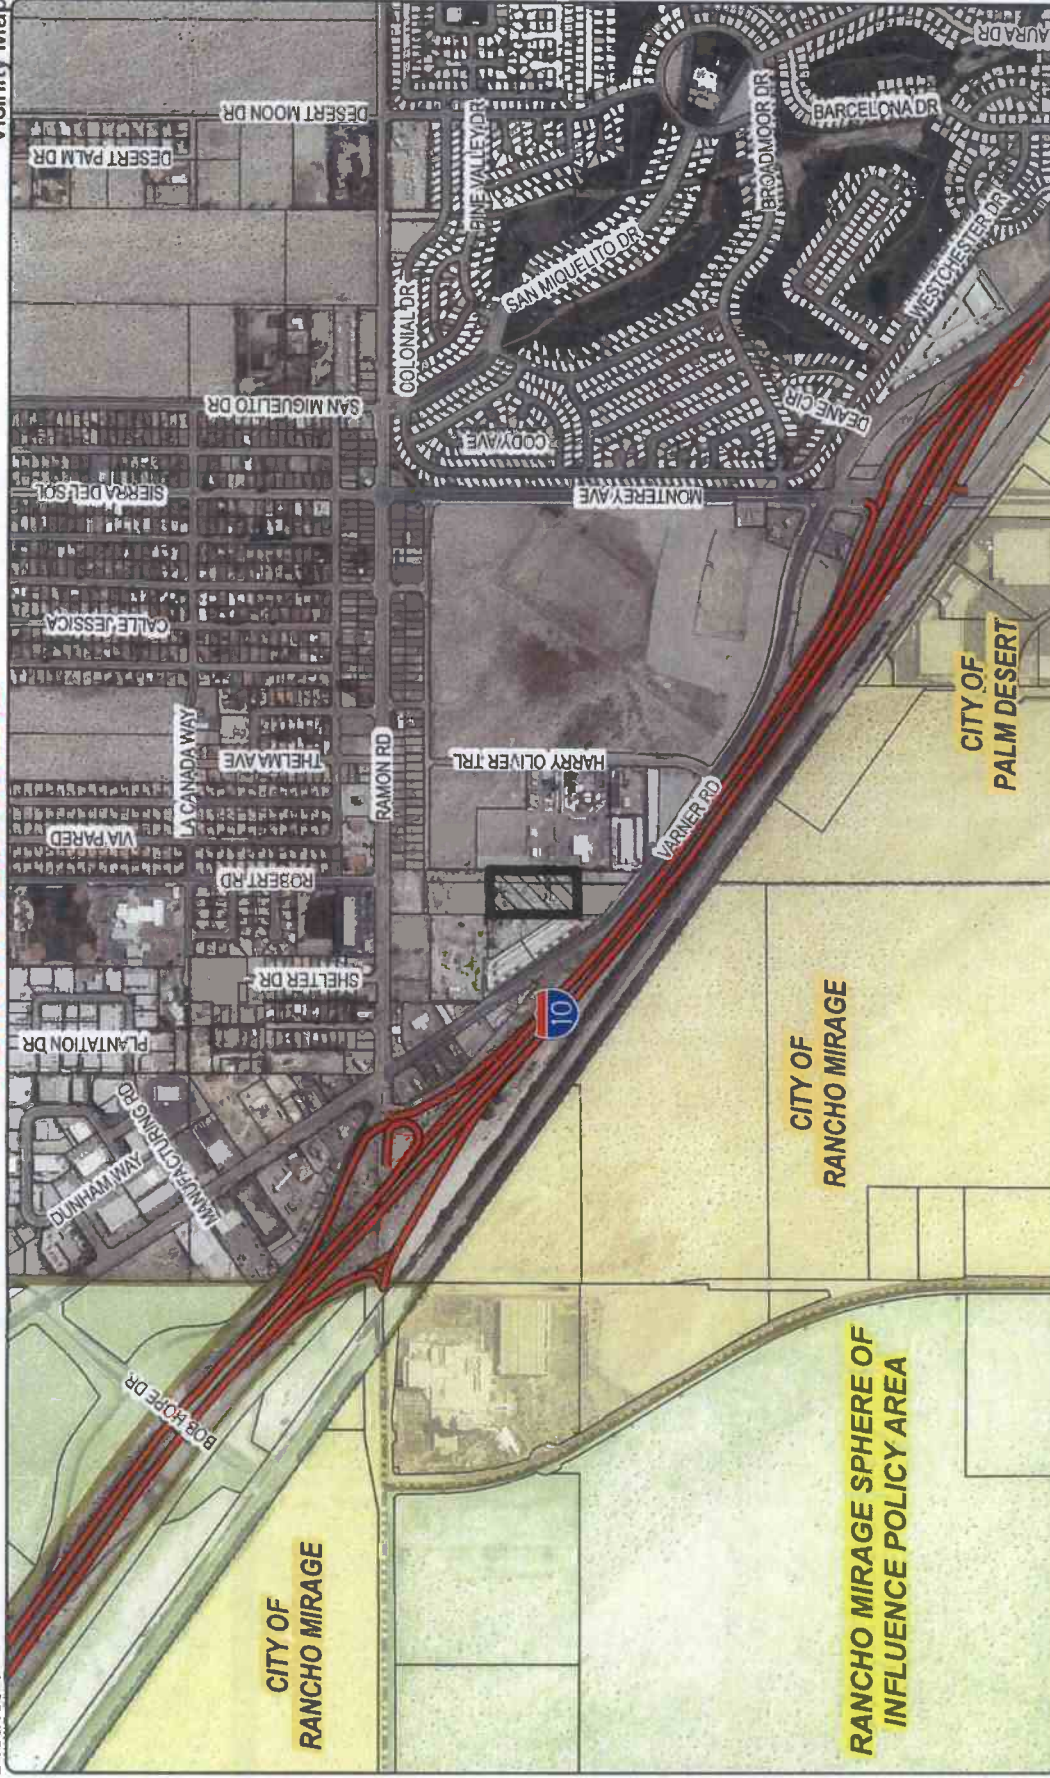 Vicinity Map
DESERT PALM DR
DESERT MOON DR
PINE VALLEY DR
COLONIAL DR
SAN MIGUELITO DR
SAN MIQUELITO DR
BROADMOOR DR
BARCELONA DR
WESTCHESTER DR
DEANE CIR
CODY AVE
MONTEREY AVE
SIERRA DEL SOL
CALLE JESSICA
LA CANADA WAY
THELMA AVE
VIA PARED
ROBERT RD
RAMON RD
HARRY OLIVER TRL
VARNER RD
SHELTER DR
PLANTATION DR
MANUFACTURING RD
DUNHAM WAY
BOB HOPE DR
10
CITY OF
PALM DESERT
CITY OF
RANCHO MIRAGE
CITY OF
RANCHO MIRAGE
RANCHO MIRAGE SPHERE OF
INFLUENCE POLICY AREA